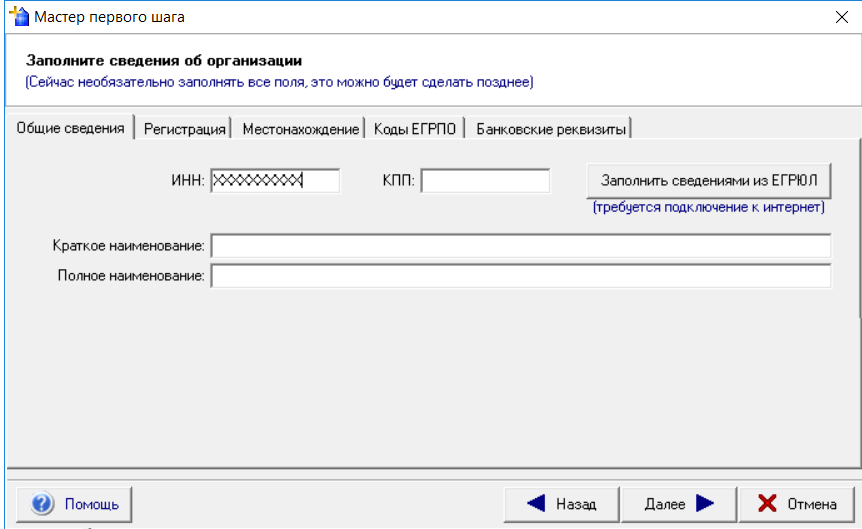 Мастер первого шага
Заполните сведения об организации
(Сейчас необязательно заполнять все поля, это можно будет сделать позднее)
Общие сведения Регистрация Местонахождение Коды ЕГРПО Банковские реквизиты
ИНН: XXXXXXXXXX КПП: Заполнить сведениями из ЕГРЮЛ
(требуется подключение к интернет)
Краткое наименование:
Полное наименование:
Помощь Назад Далее Отмена